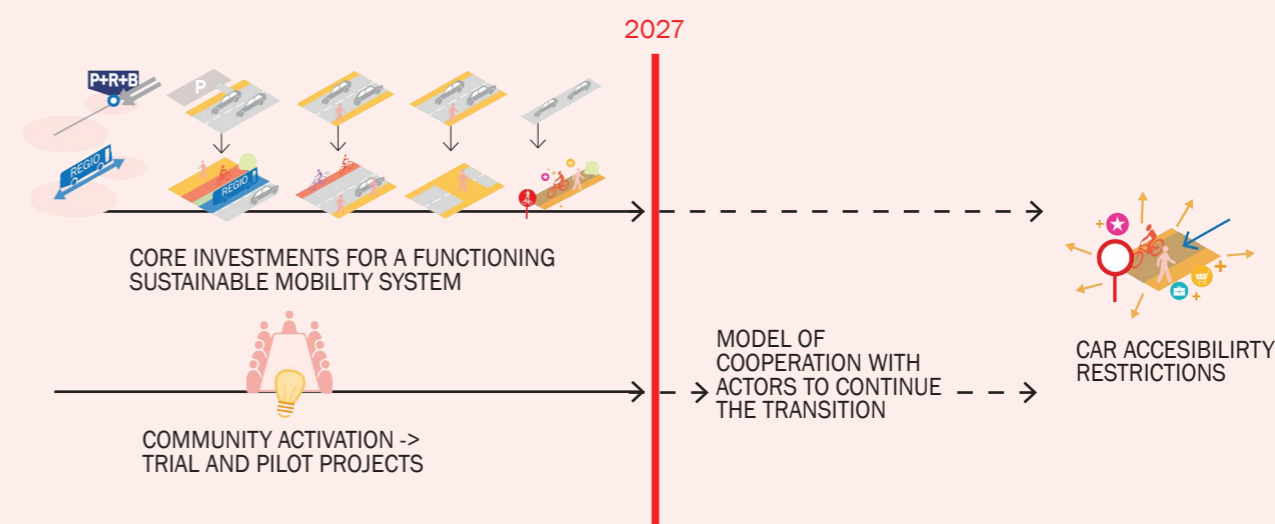 2027
P+R+B
P
REGIO
REGIO
CORE INVESTMENTS FOR A FUNCTIONING
SUSTAINABLE MOBILITY SYSTEM
MODEL OF
COOPERATION WITH
ACTORS TO CONTINUE
THE TRANSITION
CAR ACCESIBILIRTY
RESTRICTIONS
COMMUNITY ACTIVATION ->
TRIAL AND PILOT PROJECTS